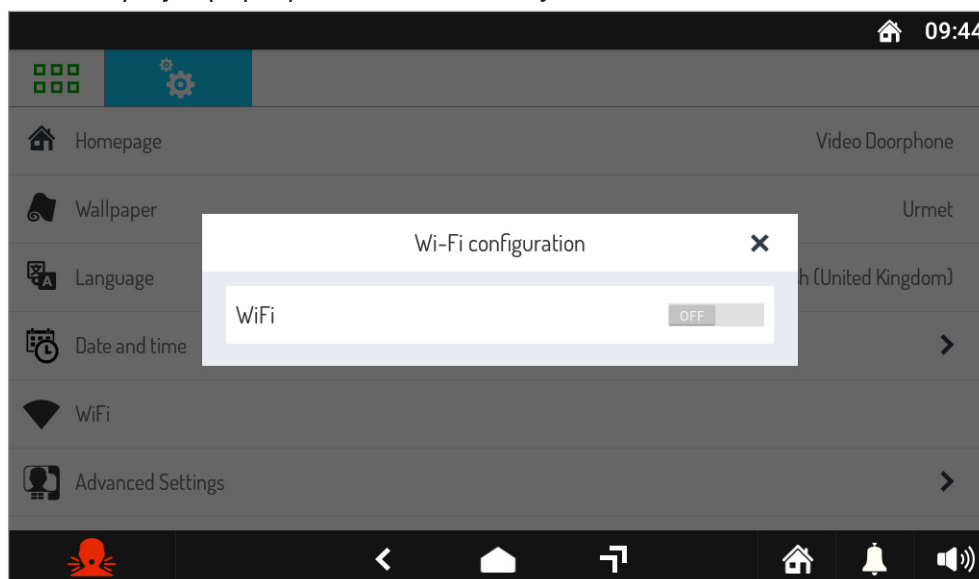 09:44
Homepage Video Doorphone
Wallpaper Urmet
Wi-Fi configuration
Language h (United Kingdom)
WiFi OFF
Date and time
WiFi
Advanced Settings